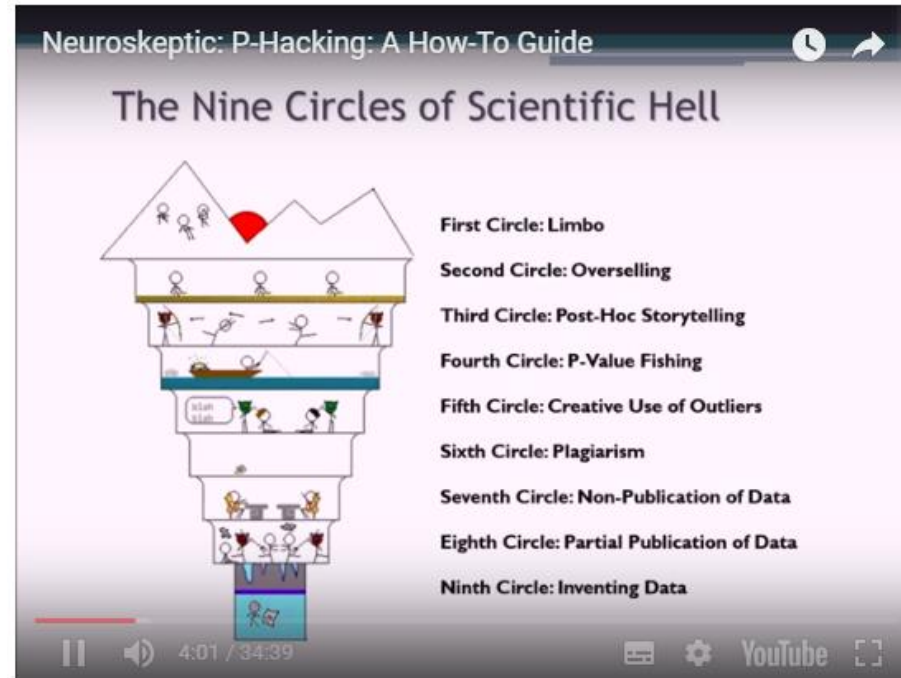 Neuroskeptic: P-Hacking: A How-To Guide
The Nine Circles of Scientific Hell
First Circle: Limbo
Second Circle: Overselling
Third Circle: Post-Hoc Storytelling
Fourth Circle: P-Value Fishing
blah
blah
Fifth Circle: Creative Use of Outliers
Sixth Circle: Plagiarism
Seventh Circle: Non-Publication of Data
Eighth Circle: Partial Publication of Data
Ninth Circle: Inventing Data
4:01 / 34:39
YouTube